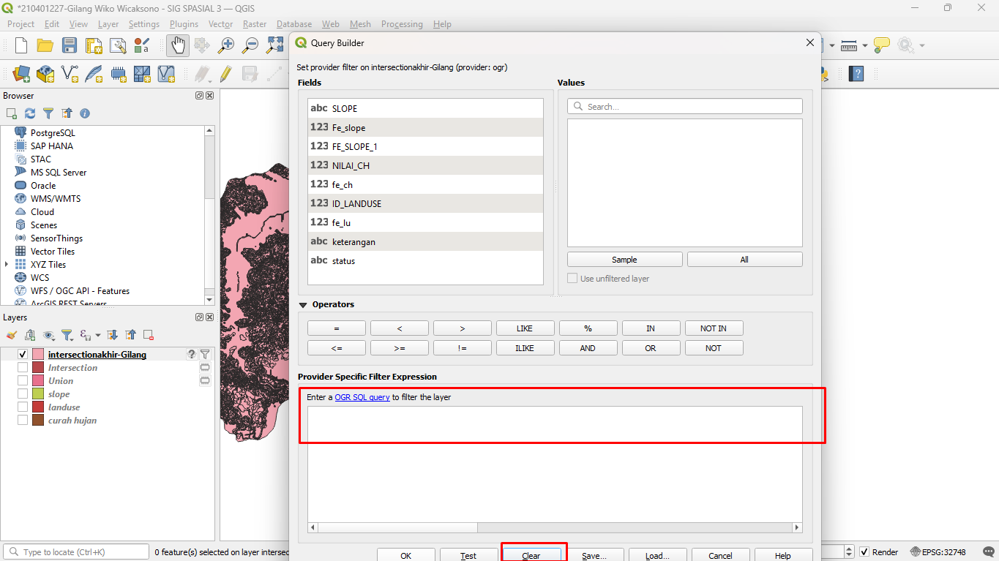 *210401227-Gilang Wiko Wicaksono - SIG SPASIAL 3 — QGIS
Project Edit View Layer Settings Plugins Vector Raster Database Web Mesh Processing Help
Query Builder
Set provider filter on intersectionakhir-Gilang (provider: ogr)
Fields
abc SLOPE
123 Fe_slope
123 FE_SLOPE_1
123 NILAI_CH
123 fe_ch
123 ID_LANDUSE
123 fe_lu
abc keterangan
abc status
Values
Search...
Sample All
Use unfiltered layer
Operators
= < > LIKE % IN NOT IN
<= >= != ILIKE AND OR NOT
Provider Specific Filter Expression
Enter a OGR SQL query to filter the layer
OK Test Clear Save... Load... Cancel Help
Browser
PostgreSQL
SAP HANA
STAC
MS SQL Server
Oracle
WMS/WMTS
Cloud
Scenes
SensorThings
Vector Tiles
XYZ Tiles
WCS
WFS / OGC API - Features
ArcGIS REST Servers
Layers
intersectionakhir-Gilang
Intersection
Union
slope
landuse
curah hujan
Type to locate (Ctrl+K)
0 feature(s) selected on layer intersec
Render
EPSG:32748